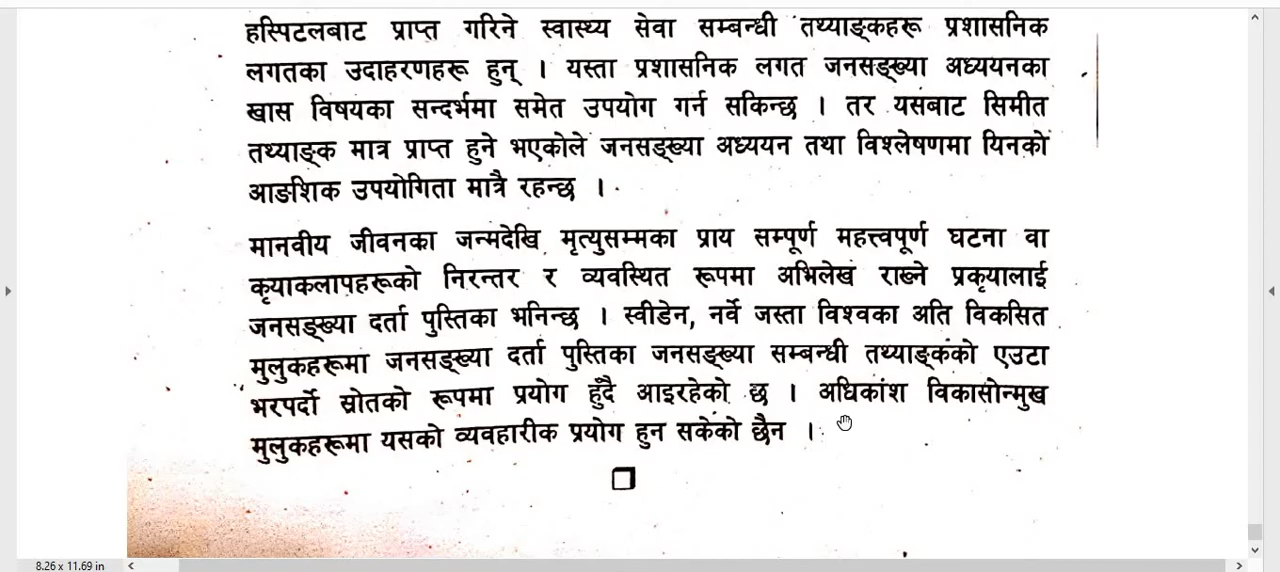 हस्पिटलबाट प्राप्त गरिने स्वास्थ्य सेवा सम्बन्धी तथ्याङ्कहरू प्रशासनिक
लगतका उदाहरणहरू हुन् । यस्ता प्रशासनिक लगत जनसङ्ख्या अध्ययनका
खास विषयका सन्दर्भमा समेत उपयोग गर्न सकिन्छ । तर यसबाट सिमीत
तथ्याङ्क मात्र प्राप्त हुने भएकोले जनसङ्ख्या अध्ययन तथा विश्लेषणमा यिनको
आङशिक उपयोगिता मात्रै रहन्छ ।
मानवीय जीवनका जन्मदेखि मृत्युसम्मका प्राय सम्पूर्ण महत्त्वपूर्ण घटना वा
कृयाकलापहरूको निरन्तर र व्यवस्थित रूपमा अभिलेख राख्ने प्रकृयालाई
जनसङ्ख्या दर्ता पुस्तिका भनिन्छ । स्वीडेन, नर्वे जस्ता विश्वका अति विकसित
मुलुकहरूमा जनसङ्ख्या दर्ता पुस्तिका जनसङ्ख्या सम्बन्धी तथ्याङ्कको एउटा
भरपर्दो स्रोतको रूपमा प्रयोग हुँदै आइरहेको छ । अधिकांश विकासोन्मुख
मुलुकहरूमा यसको व्यवहारीक प्रयोग हुन सकेको छैन ।
8.26 x 11.69 in